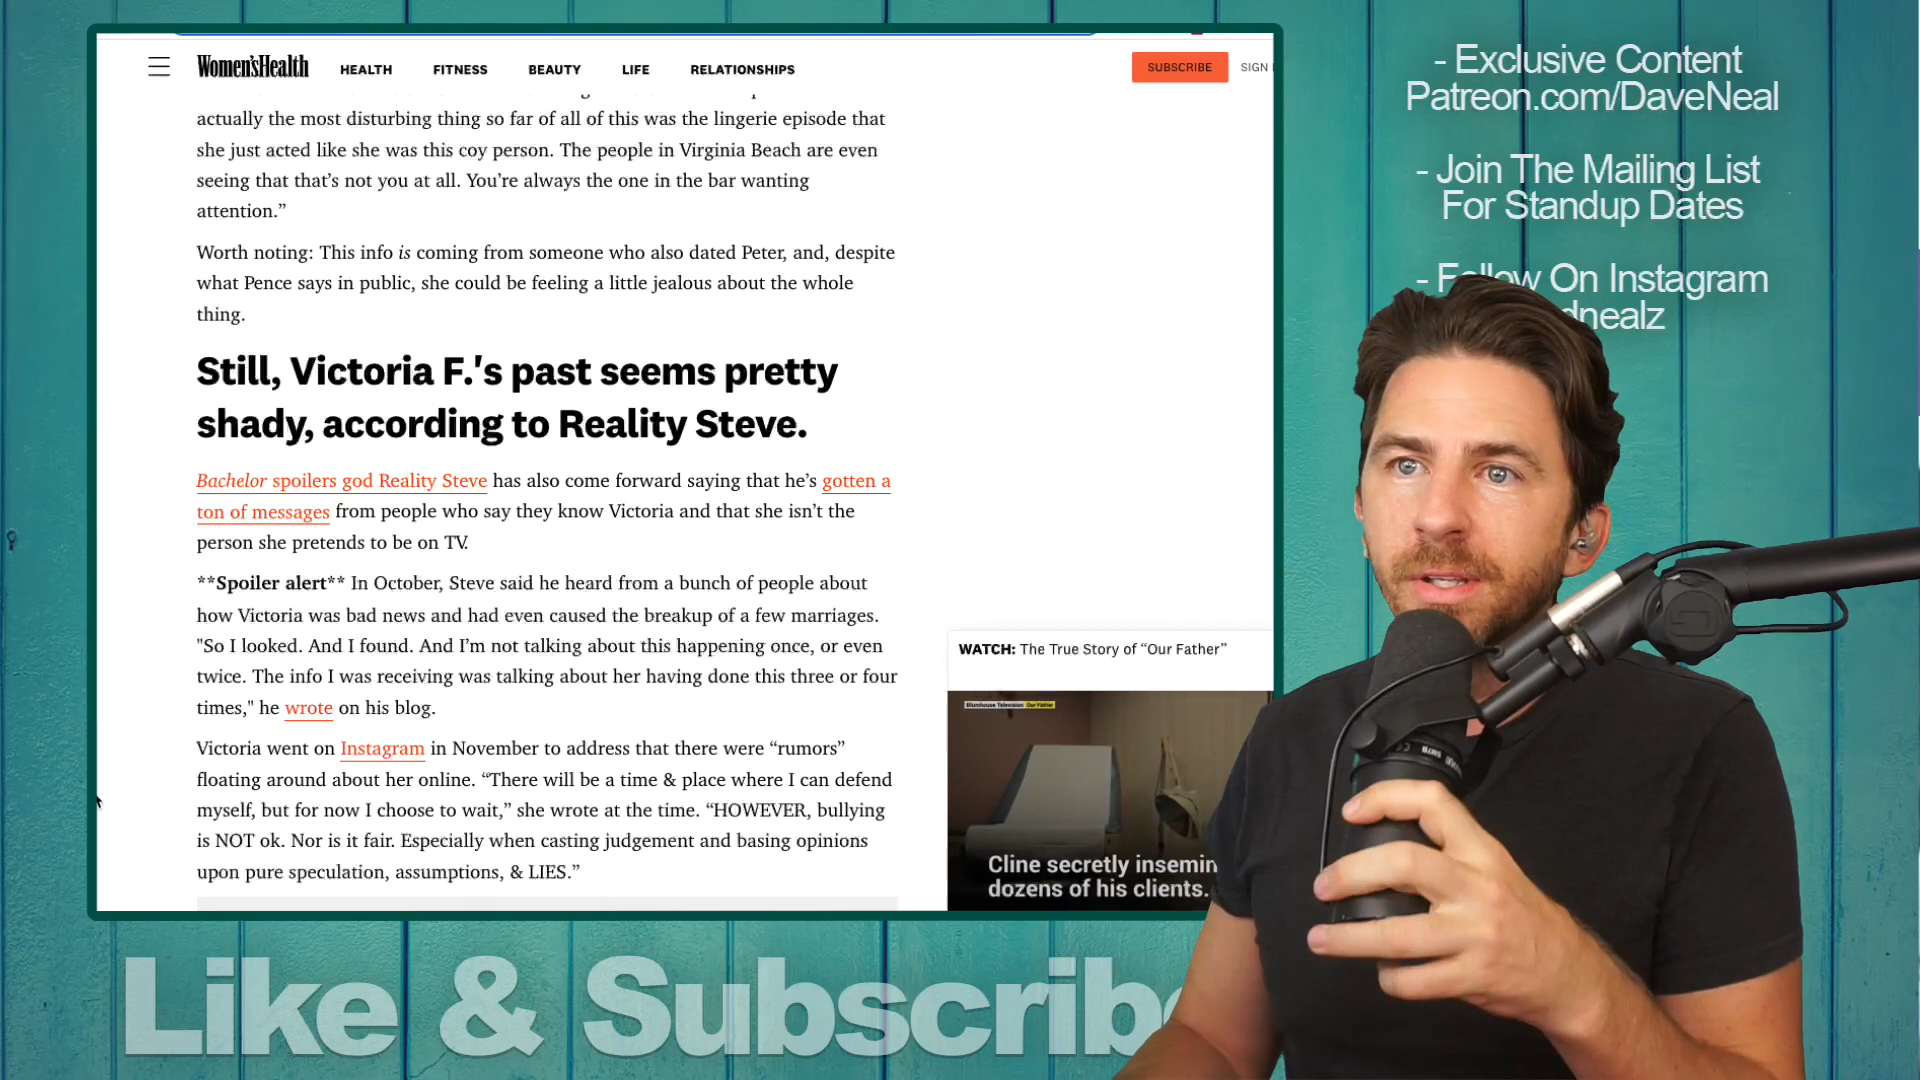 Women'sHealth HEALTH FITNESS BEAUTY LIFE RELATIONSHIPS SUBSCRIBE SIGN
actually the most disturbing thing so far of all of this was the lingerie episode that
she just acted like she was this coy person. The people in Virginia Beach are even
seeing that that’s not you at all. You’re always the one in the bar wanting
attention.”
Worth noting: This info is coming from someone who also dated Peter, and, despite
what Pence says in public, she could be feeling a little jealous about the whole
thing.
Still, Victoria F.'s past seems pretty
shady, according to Reality Steve.
Bachelor spoilers god Reality Steve has also come forward saying that he’s gotten a
ton of messages from people who say they know Victoria and that she isn’t the
person she pretends to be on TV.
**Spoiler alert** In October, Steve said he heard from a bunch of people about
how Victoria was bad news and had even caused the breakup of a few marriages.
"So I looked. And I found. And I’m not talking about this happening once, or even
twice. The info I was receiving was talking about her having done this three or four
times," he wrote on his blog.
Victoria went on Instagram in November to address that there were “rumors”
floating around about her online. “There will be a time & place where I can defend
myself, but for now I choose to wait,” she wrote at the time. “HOWEVER, bullying
is NOT ok. Nor is it fair. Especially when casting judgement and basing opinions
upon pure speculation, assumptions, & LIES.”
WATCH: The True Story of “Our Father”
Blumhouse Television Our Father
Cline secretly insemin
dozens of his clients.
- Exclusive Content
Patreon.com/DaveNeal
- Join The Mailing List
For Standup Dates
- Follow On Instagram
dnealz
SM7B
Like & Subscribe